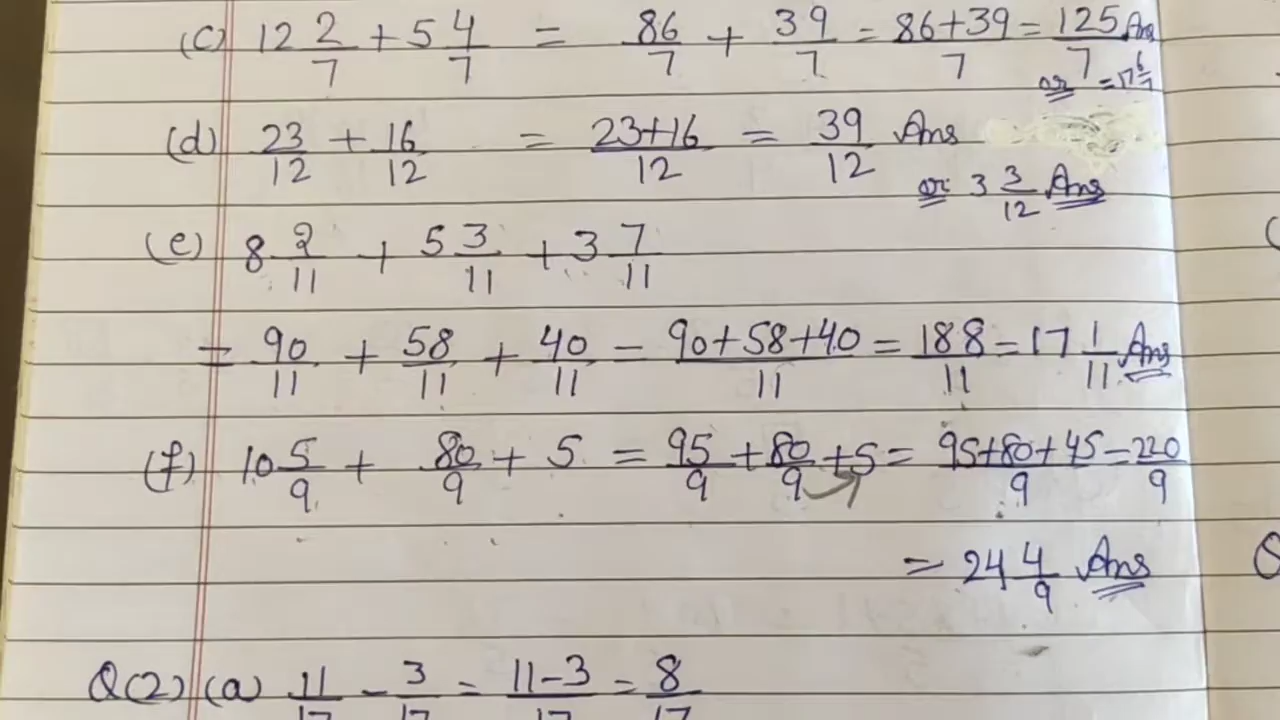 (c) 12 2/7 + 5 4/7 = 86/7 + 39/7 = 86+39/7 = 125/7 Ans
or = 17 6/7
(d) 23/12 + 16/12 = 23+16/12 = 39/12 Ans
or 3 3/12 Ans
(e) 8 2/11 + 5 3/11 + 3 7/11
= 90/11 + 58/11 + 40/11 = 90+58+40/11 = 188/11 = 17 1/11 Ans
(f) 10 5/9 + 80/9 + 5 = 95/9 + 80/9 + 5 = 95+80+45/9 = 220/9
= 24 4/9 Ans
Q(2) (a) 11/17 - 3/17 = 11-3/17 = 8/17